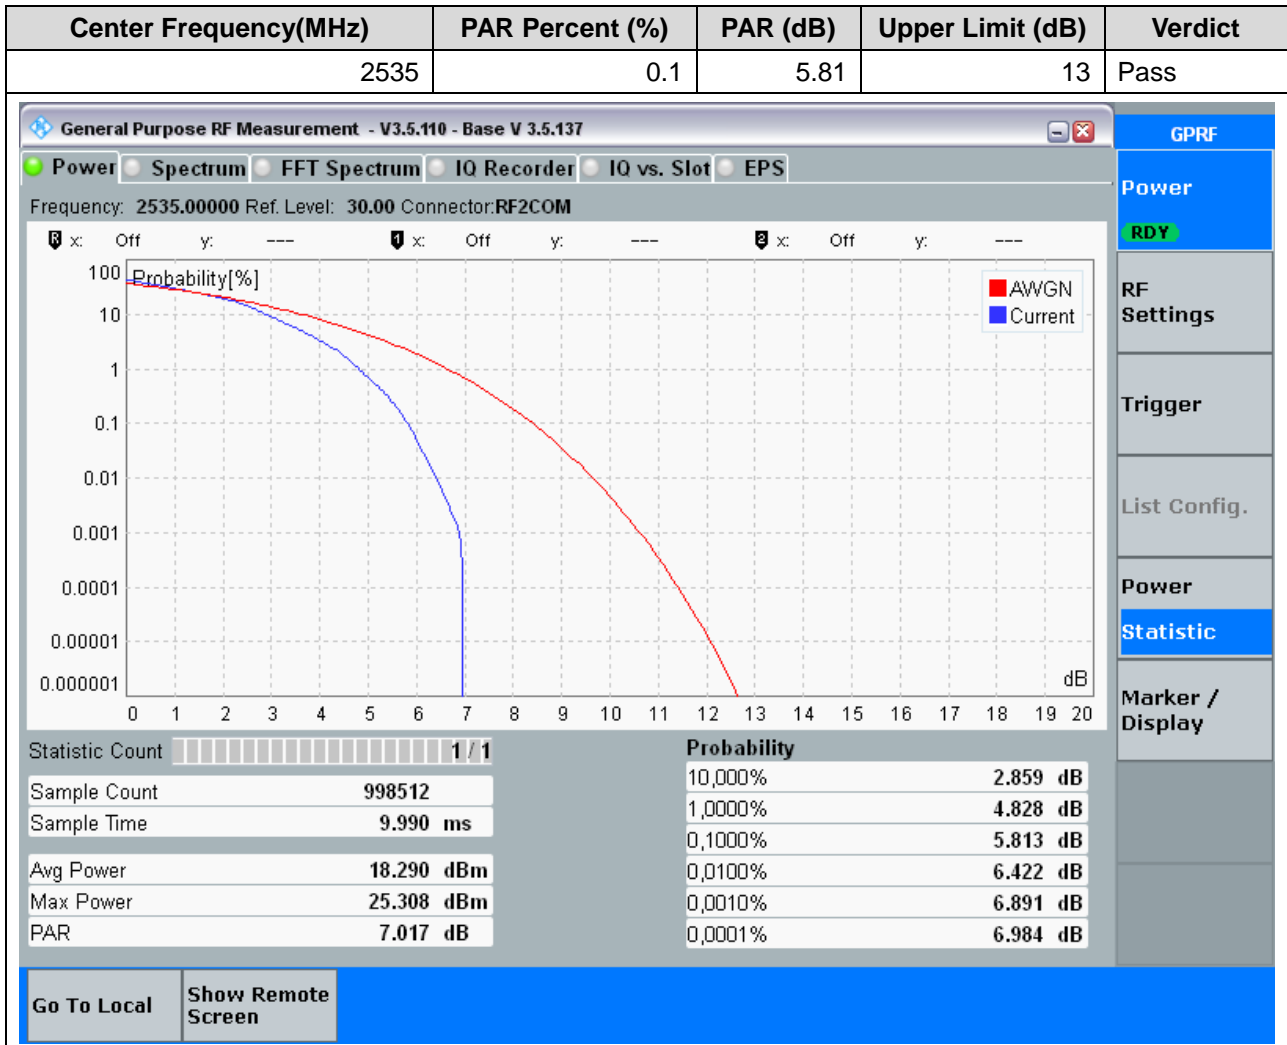 Center Frequency(MHz) PAR Percent (%) PAR (dB) Upper Limit (dB) Verdict
2535 0.1 5.81 13 Pass
General Purpose RF Measurement - V3.5.110 - Base V 3.5.137
GPRF
Power Spectrum FFT Spectrum IQ Recorder IQ vs. Slot EPS
Power
RDY
Frequency: 2535.00000 Ref. Level: 30.00 Connector:RF2COM
R x: Off y: --- 1 x: Off y: --- 2 x: Off y: ---
Probability[%]
AWGN
Current
100
10
1
0.1
0.01
0.001
0.0001
0.00001
0.000001
dB
0 1 2 3 4 5 6 7 8 9 10 11 12 13 14 15 16 17 18 19 20
RF
Settings
Trigger
List Config.
Power
Statistic
Marker /
Display
Statistic Count 1 / 1
Sample Count 998512
Sample Time 9.990 ms
Avg Power 18.290 dBm
Max Power 25.308 dBm
PAR 7.017 dB
Probability
10,000% 2.859 dB
1,0000% 4.828 dB
0,1000% 5.813 dB
0,0100% 6.422 dB
0,0010% 6.891 dB
0,0001% 6.984 dB
Go To Local
Show Remote
Screen